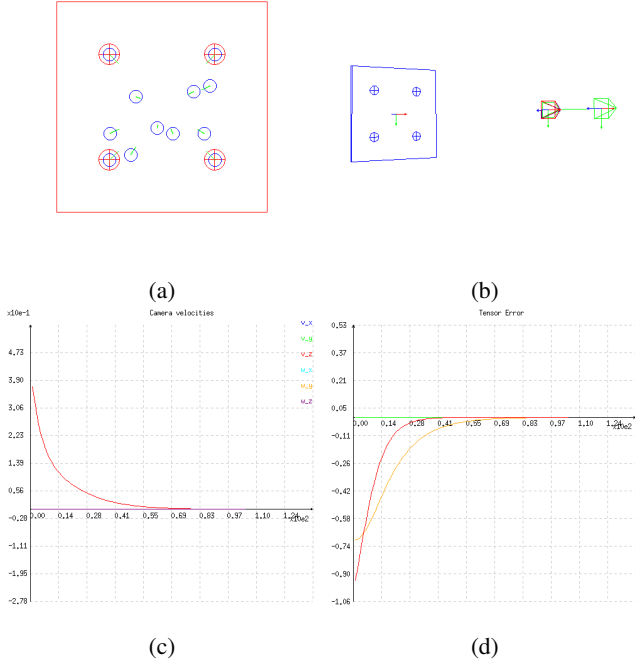 (a)
(b)
x10e-1
Camera velocities
v_x
v_y
v_z
w_x
w_y
w_z
4.73
3.90
3.06
2.23
1.39
0.56
-0.28
-1.11
-1.95
-2.78
0.00 0.14 0.28 0.41 0.55 0.69 0.83 0.97 1.10 1.24
x10e2
Tensor Error
0.53
0.37
0.21
0.05
-0.11
-0.26
-0.42
-0.58
-0.74
-0.90
-1.06
0.00 0.14 0.28 0.41 0.55 0.69 0.83 0.97 1.10 1.24
x10e2
(c)
(d)